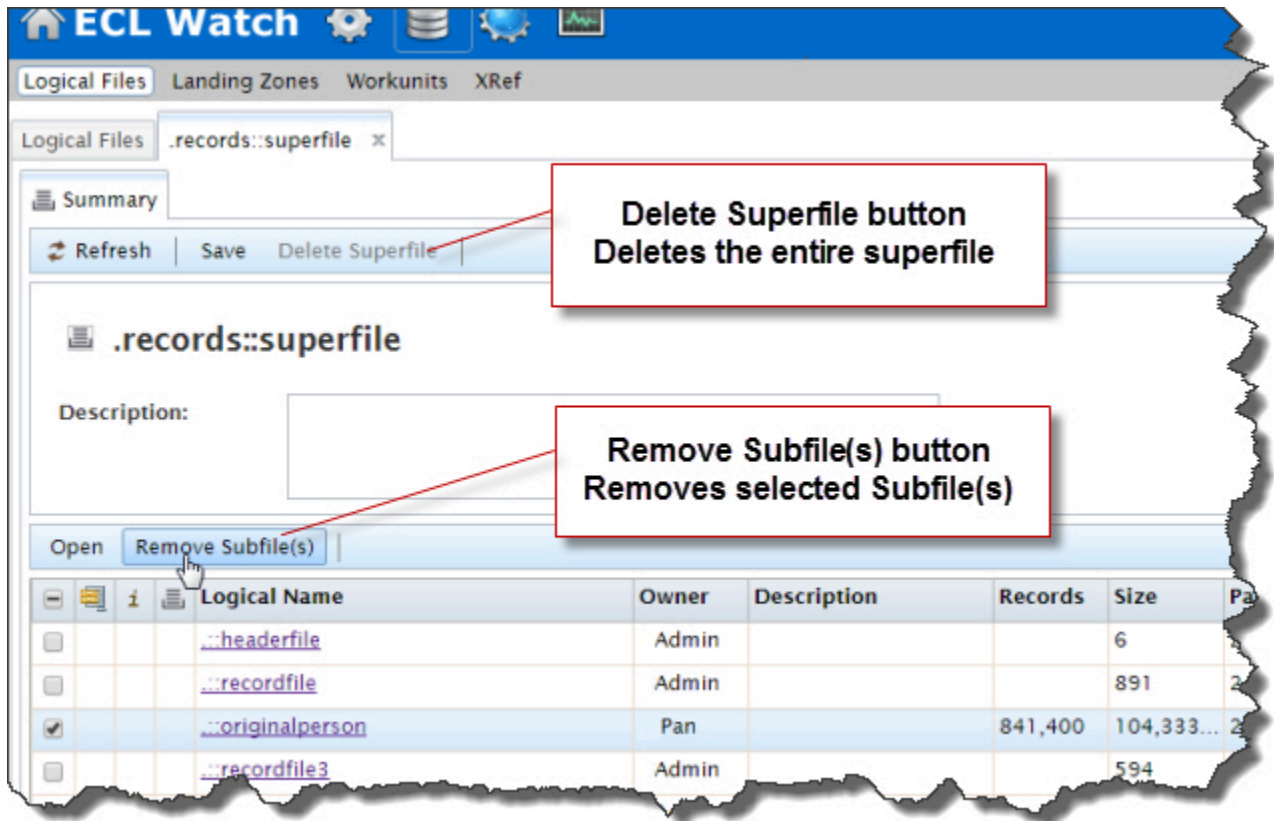 ECL Watch
Logical Files Landing Zones Workunits XRef
Logical Files .records::superfile x
Summary
Refresh Save Delete Superfile
Delete Superfile button
Deletes the entire superfile
.records::superfile
Description:
Remove Subfile(s) button
Removes selected Subfile(s)
Open Remove Subfile(s)
i Logical Name Owner Description Records Size
.::headerfile Admin 6
.::recordfile Admin 891
.::originalperson Pan 841,400 104,333...
.::recordfile3 Admin 594